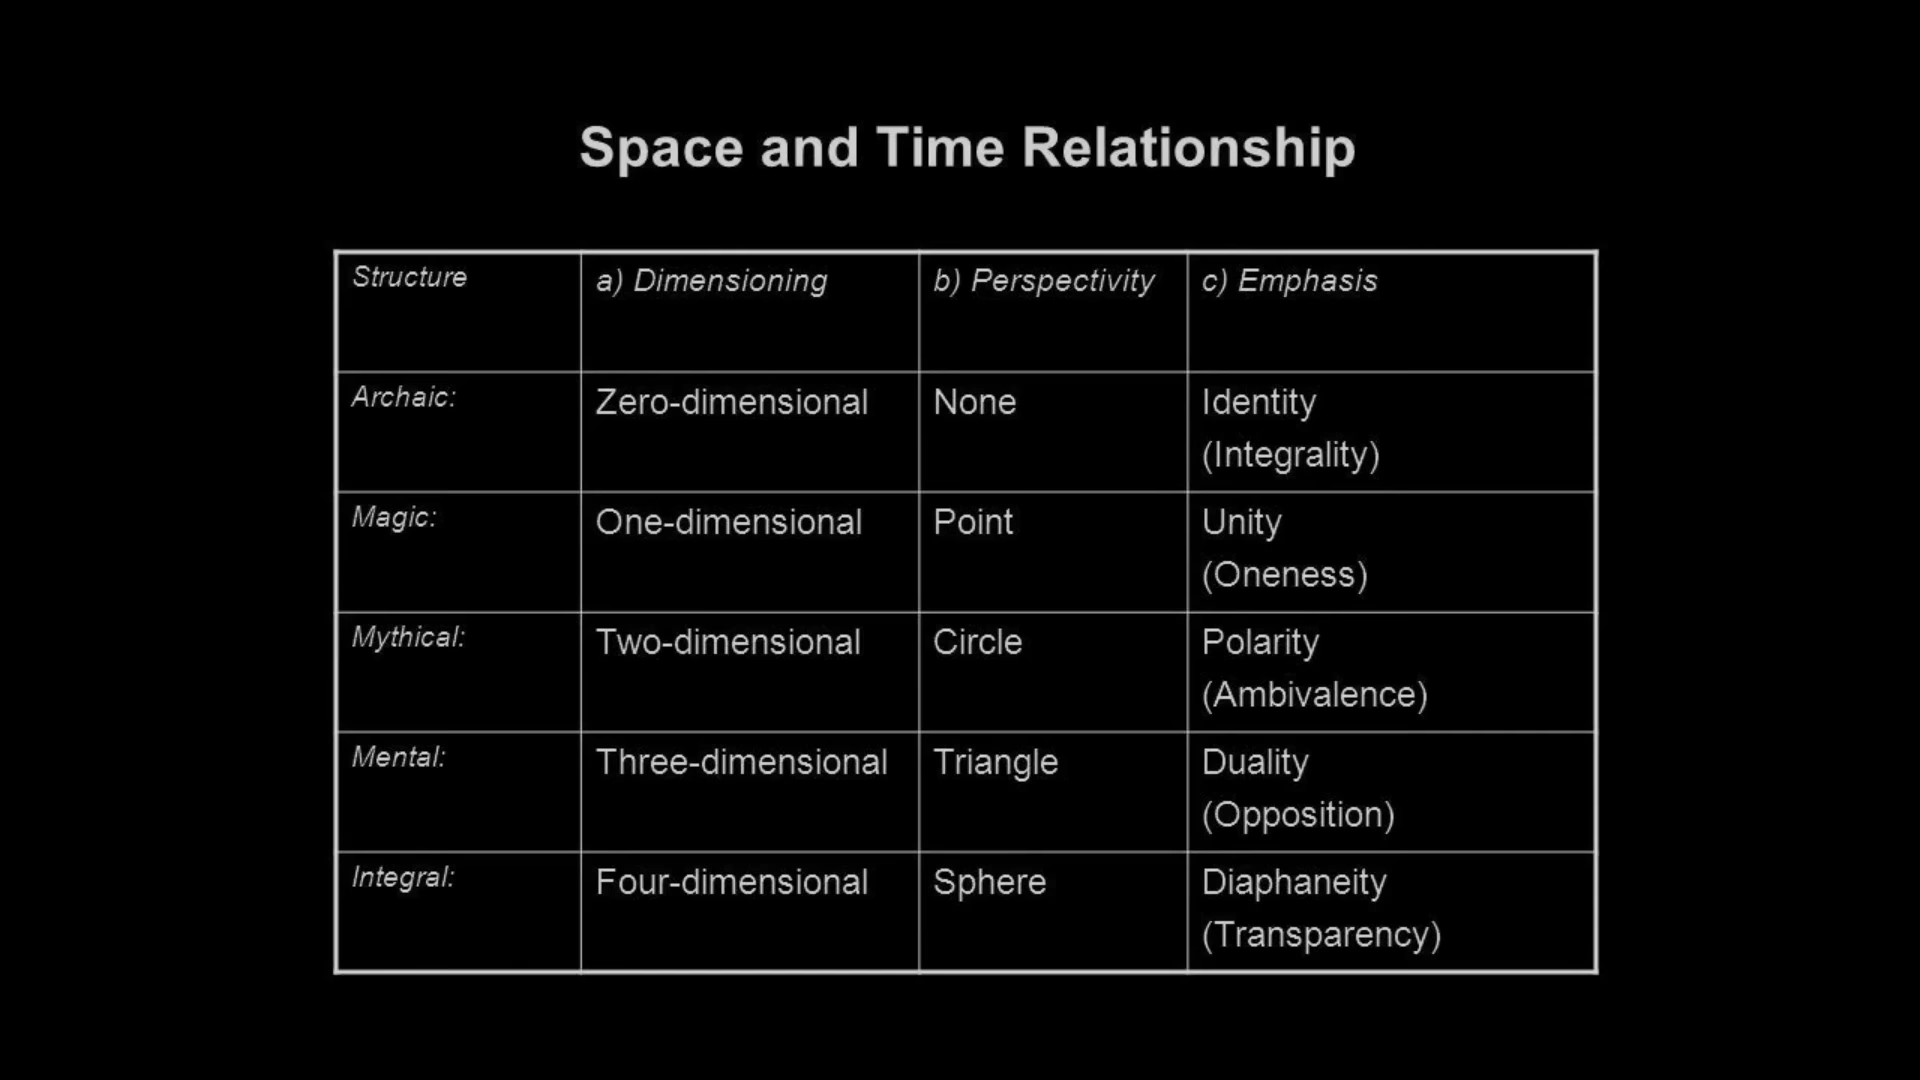 Space and Time Relationship
Structure a) Dimensioning b) Perspectivity c) Emphasis
Archaic: Zero-dimensional None Identity
(Integrality)
Magic: One-dimensional Point Unity
(Oneness)
Mythical: Two-dimensional Circle Polarity
(Ambivalence)
Mental: Three-dimensional Triangle Duality
(Opposition)
Integral: Four-dimensional Sphere Diaphaneity
(Transparency)